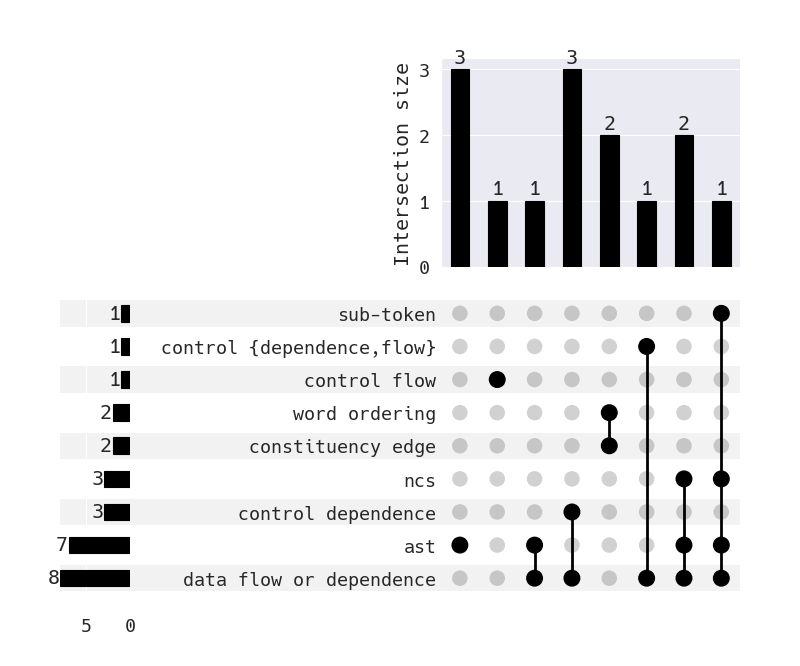 3 3
3
2 2
2
1 1 1 1
1
0
Intersection size
1 sub-token
1 control {dependence,flow}
1 control flow
2 word ordering
2 constituency edge
3 ncs
3 control dependence
7 ast
8 data flow or dependence
5 0